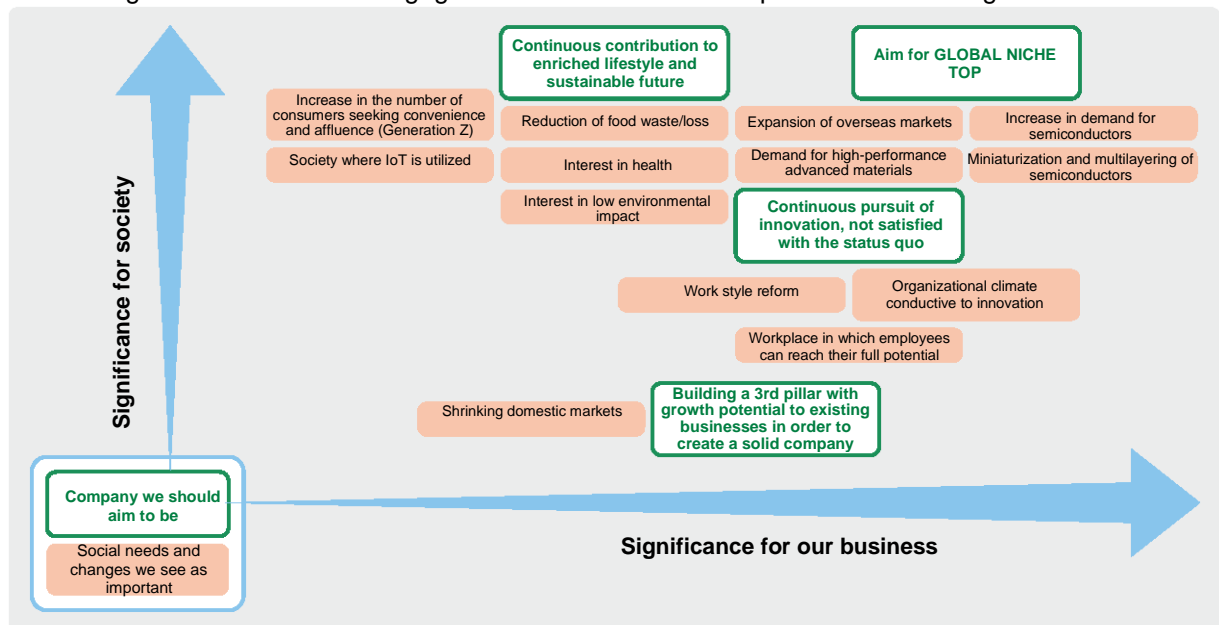 Continuous contribution to
enriched lifestyle and
sustainable future
Aim for GLOBAL NICHE
TOP
Increase in the number of
consumers seeking convenience
and affluence (Generation Z)
Reduction of food waste/loss
Expansion of overseas markets
Increase in demand for
semiconductors
Society where IoT is utilized
Interest in health
Demand for high-performance
advanced materials
Miniaturization and multilayering of
semiconductors
Interest in low environmental
impact
Continuous pursuit of
innovation, not satisfied
with the status quo
Work style reform
Organizational climate
conductive to innovation
Workplace in which employees
can reach their full potential
Shrinking domestic markets
Building a 3rd pillar with
growth potential to existing
businesses in order to
create a solid company
Significance for society
Company we should
aim to be
Social needs and
changes we see as
important
Significance for our business